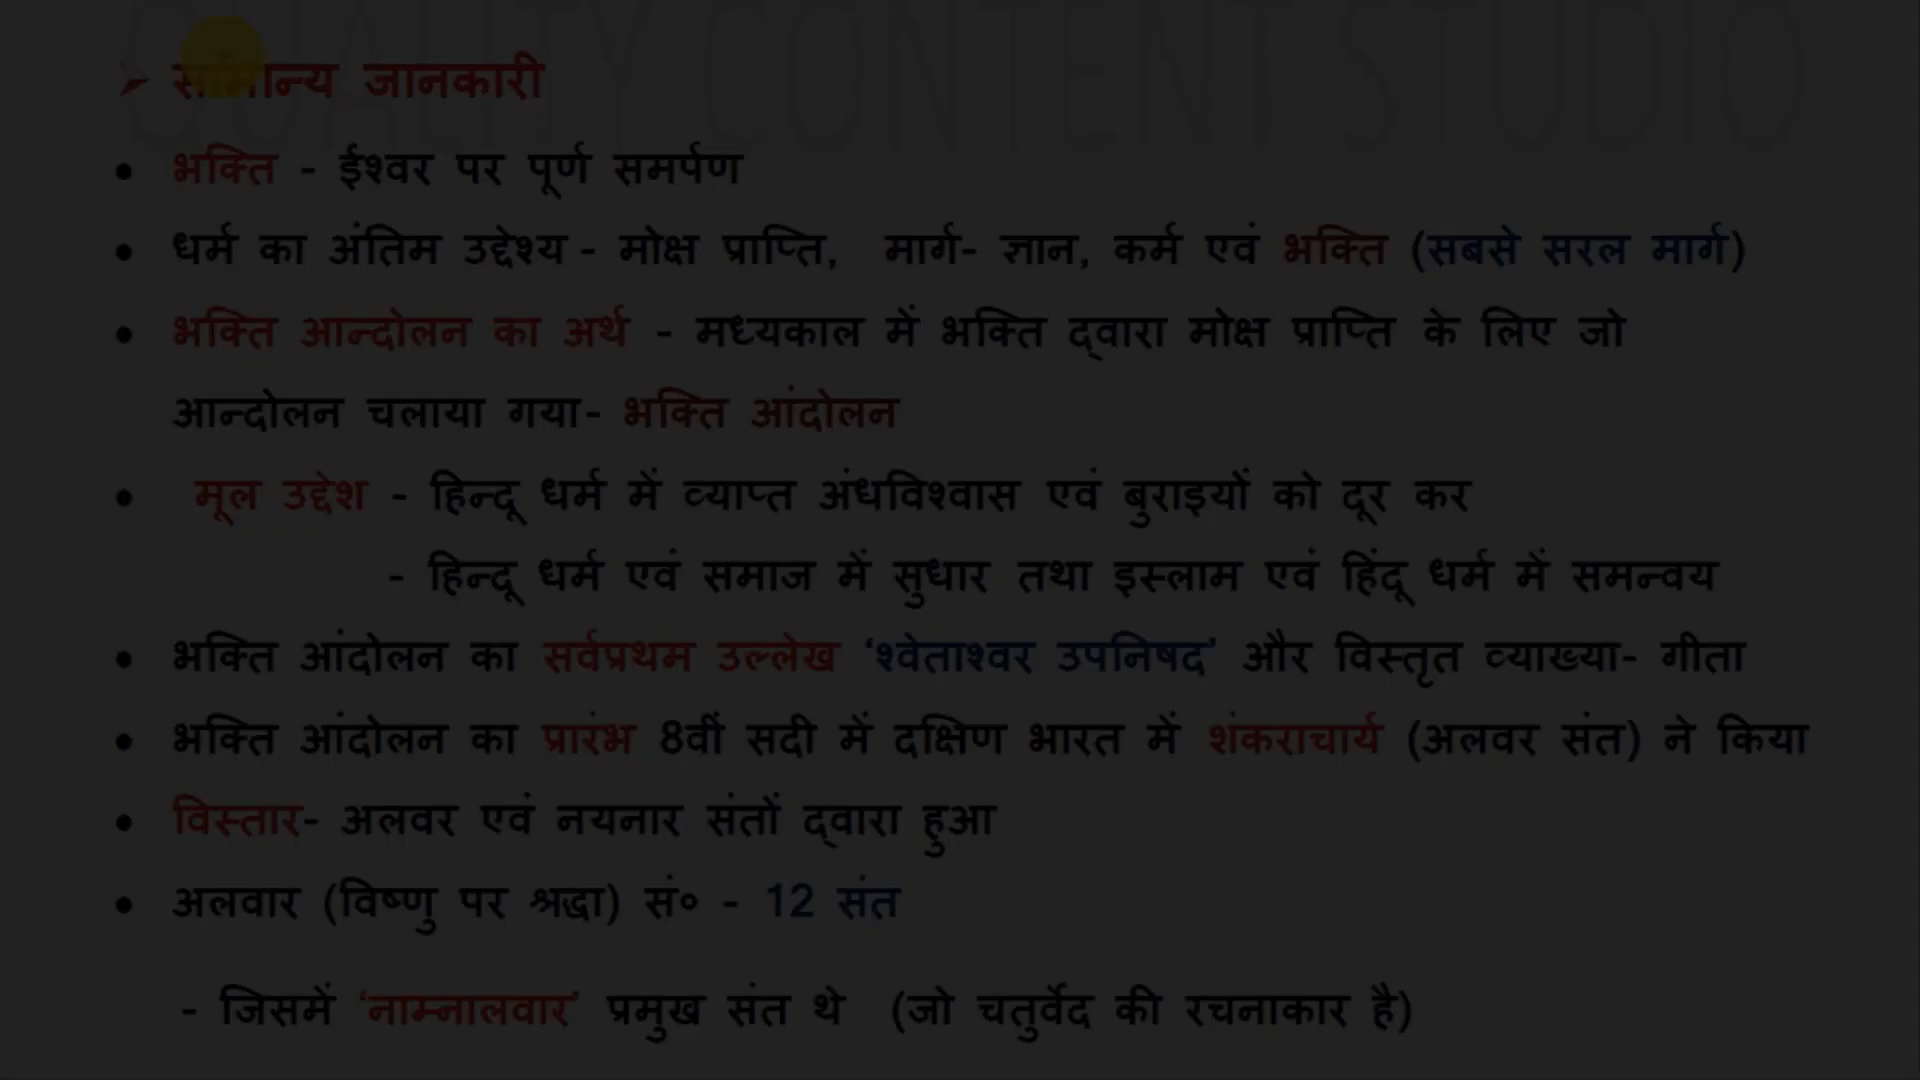 QUALITY CONTENT STUDIO
➤ सामान्य जानकारी
• भक्ति - ईश्वर पर पूर्ण समर्पण
• धर्म का अंतिम उद्देश्य - मोक्ष प्राप्ति, मार्ग- ज्ञान, कर्म एवं भक्ति (सबसे सरल मार्ग)
• भक्ति आन्दोलन का अर्थ - मध्यकाल में भक्ति द्वारा मोक्ष प्राप्ति के लिए जो
आन्दोलन चलाया गया- भक्ति आंदोलन
• मूल उद्देश - हिन्दू धर्म में व्याप्त अंधविश्वास एवं बुराइयों को दूर कर
- हिन्दू धर्म एवं समाज में सुधार तथा इस्लाम एवं हिंदू धर्म में समन्वय
• भक्ति आंदोलन का सर्वप्रथम उल्लेख ‘श्वेताश्वर उपनिषद’ और विस्तृत व्याख्या- गीता
• भक्ति आंदोलन का प्रारंभ 8वीं सदी में दक्षिण भारत में शंकराचार्य (अलवर संत) ने किया
• विस्तार- अलवर एवं नयनार संतों द्वारा हुआ
• अलवार (विष्णु पर श्रद्धा) सं० - 12 संत
- जिसमें ‘नाम्नालवार’ प्रमुख संत थे (जो चतुर्वेद की रचनाकार है)